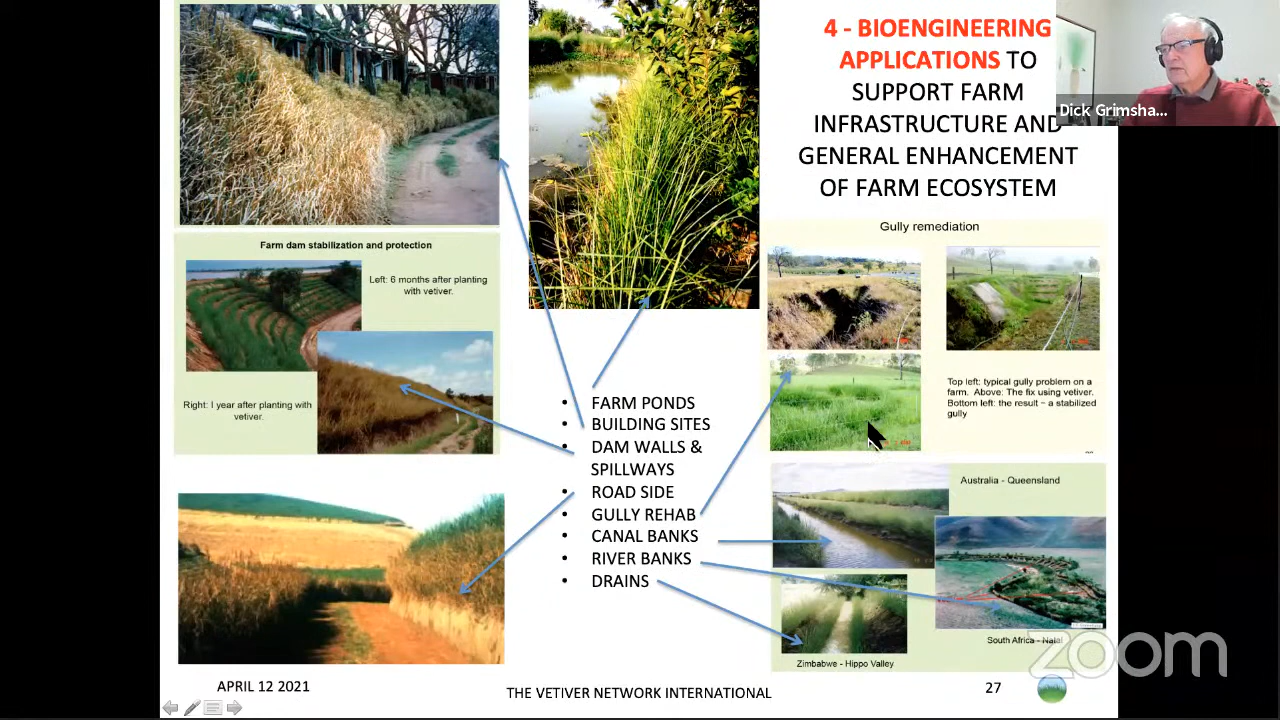 4 - BIOENGINEERING
APPLICATIONS TO
SUPPORT FARM
INFRASTRUCTURE AND
GENERAL ENHANCEMENT
OF FARM ECOSYSTEM
Dick Grimsha...
Farm dam stabilization and protection
Left: 6 months after planting
with vetiver.
Right: I year after planting with
vetiver.
• FARM PONDS
• BUILDING SITES
• DAM WALLS &
SPILLWAYS
• ROAD SIDE
• GULLY REHAB
• CANAL BANKS
• RIVER BANKS
• DRAINS
Gully remediation
Top left: typical gully problem on a
farm. Above: The fix using vetiver.
Bottom left: the result ~ a stabilized
gully
Australia - Queensland
South Africa - Natal
Zimbabwe - Hippo Valley
zoom
APRIL 12 2021
THE VETIVER NETWORK INTERNATIONAL
27